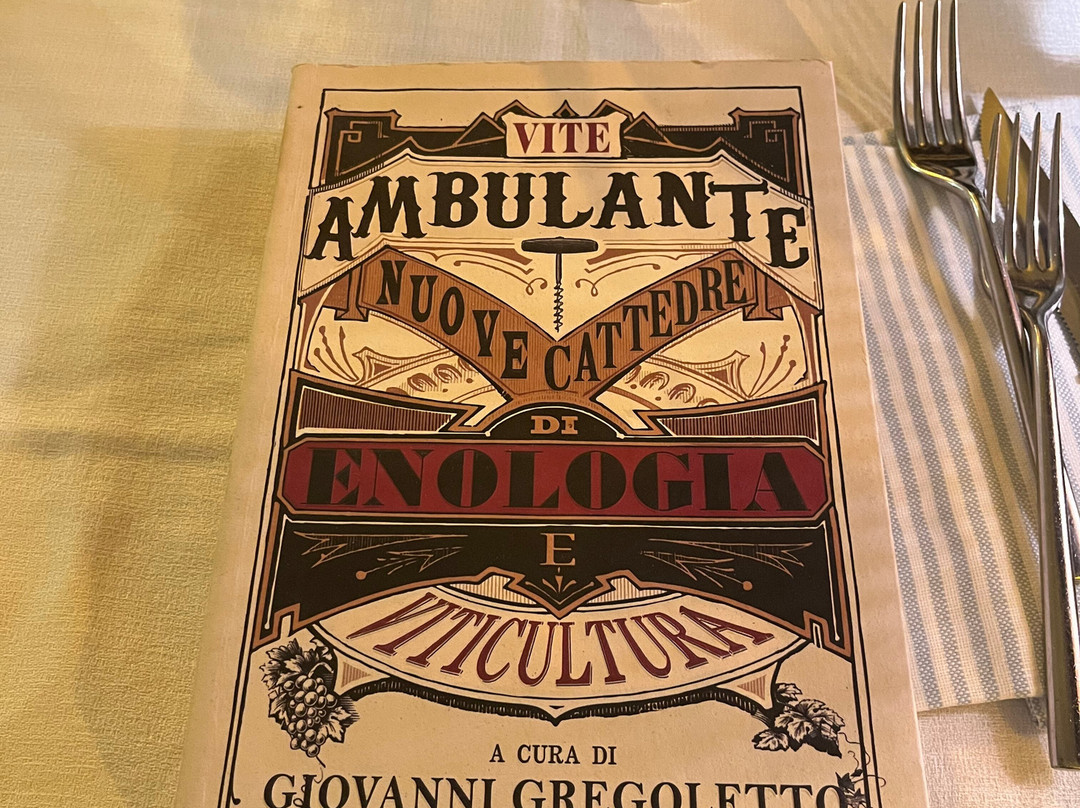 VITE
AMBULANTE
NUOVE CATTEDRE
DI
ENOLOGIA
E
VITICULTURA
A CURA DI
GIOVANNI GREGOLETTO